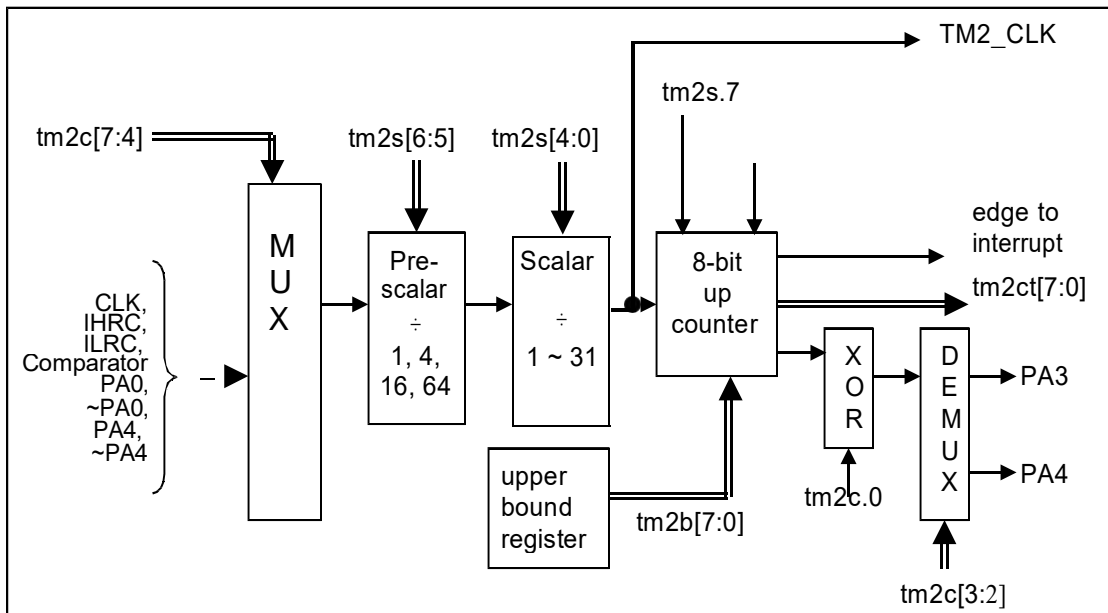 TM2_CLK
tm2s.7
tm2c[7:4]
tm2s[6:5]
tm2s[4:0]
M
U
X
Pre-
scalar
÷
1, 4,
16, 64
Scalar
÷
1 ~ 31
8-bit
up
counter
edge to
interrupt
tm2ct[7:0]
CLK,
IHRC,
ILRC,
Comparator
PA0,
~PA0,
PA4,
~PA4
X
O
R
D
E
M
U
X
PA3
PA4
upper
bound
register
tm2b[7:0]
tm2c.0
tm2c[3:2]